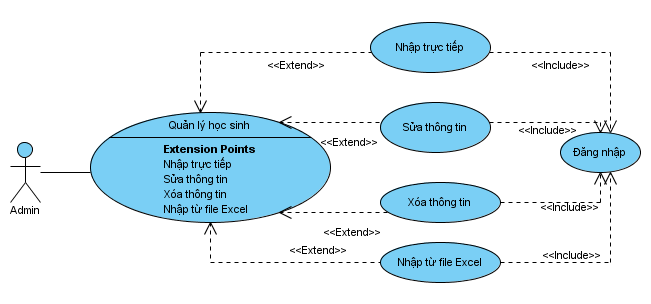 Nhập trực tiếp
<<Extend>>
<<Include>>
Quản lý học sinh
Extension Points
Nhập trực tiếp
Sửa thông tin
Xóa thông tin
Nhập từ file Excel
Sửa thông tin
<<Extend>>
<<Include>>
Đăng nhập
Admin
Xóa thông tin
<<Extend>>
<<Include>>
Nhập từ file Excel
<<Extend>>
<<Include>>